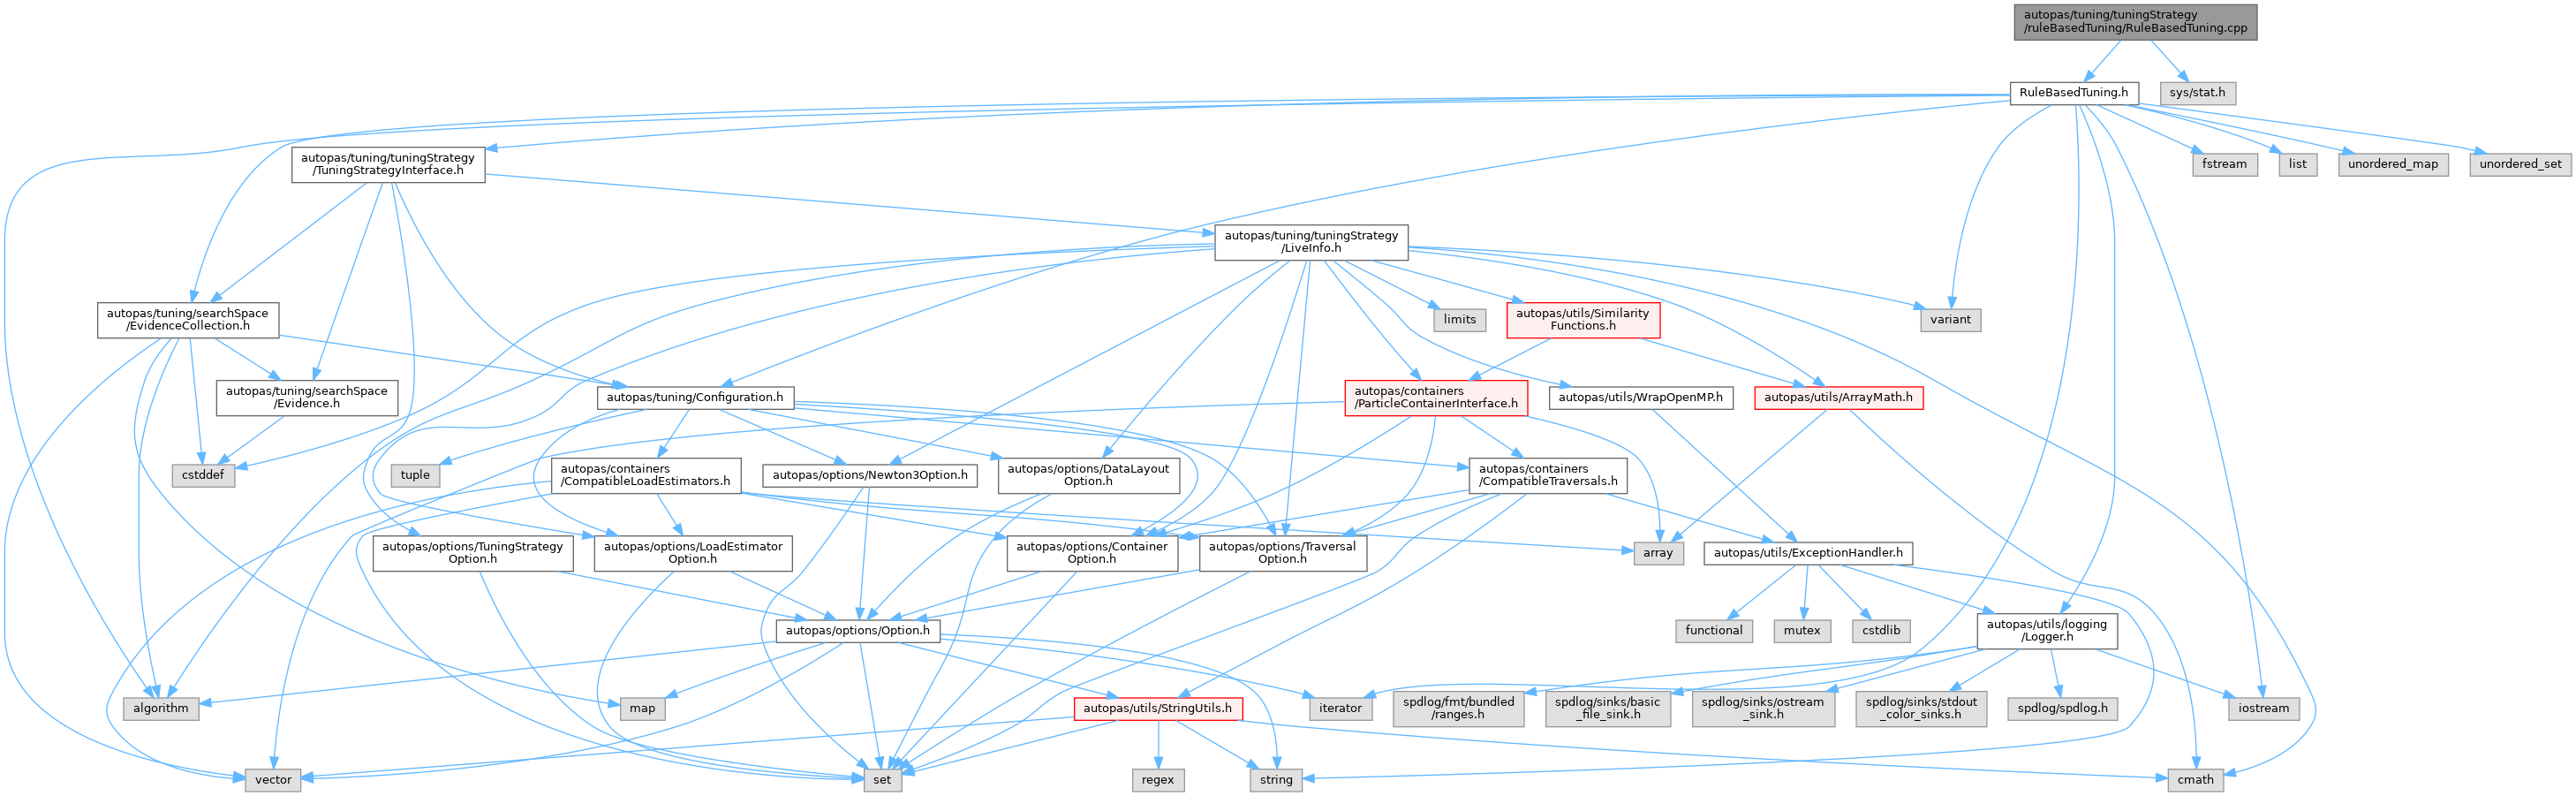 autopas/tuning/tuningStrategy
/ruleBasedTuning/RuleBasedTuning.cpp
RuleBasedTuning.h
sys/stat.h
autopas/tuning/tuningStrategy
/TuningStrategyInterface.h
fstream
list
unordered_map
unordered_set
autopas/tuning/tuningStrategy
/LiveInfo.h
autopas/tuning/searchSpace
/EvidenceCollection.h
limits
autopas/utils/Similarity
Functions.h
variant
autopas/tuning/searchSpace
/Evidence.h
autopas/tuning/Configuration.h
autopas/containers
/ParticleContainerInterface.h
autopas/utils/WrapOpenMP.h
autopas/utils/ArrayMath.h
cstddef
tuple
autopas/containers
/CompatibleLoadEstimators.h
autopas/options/Newton3Option.h
autopas/options/DataLayout
Option.h
autopas/containers
/CompatibleTraversals.h
autopas/options/TuningStrategy
Option.h
autopas/options/LoadEstimator
Option.h
autopas/options/Container
Option.h
autopas/options/Traversal
Option.h
array
autopas/utils/ExceptionHandler.h
autopas/options/Option.h
functional
mutex
cstdlib
autopas/utils/logging
/Logger.h
algorithm
map
autopas/utils/StringUtils.h
iterator
spdlog/fmt/bundled
/ranges.h
spdlog/sinks/basic
_file_sink.h
spdlog/sinks/ostream
_sink.h
spdlog/sinks/stdout
_color_sinks.h
spdlog/spdlog.h
iostream
vector
set
regex
string
cmath